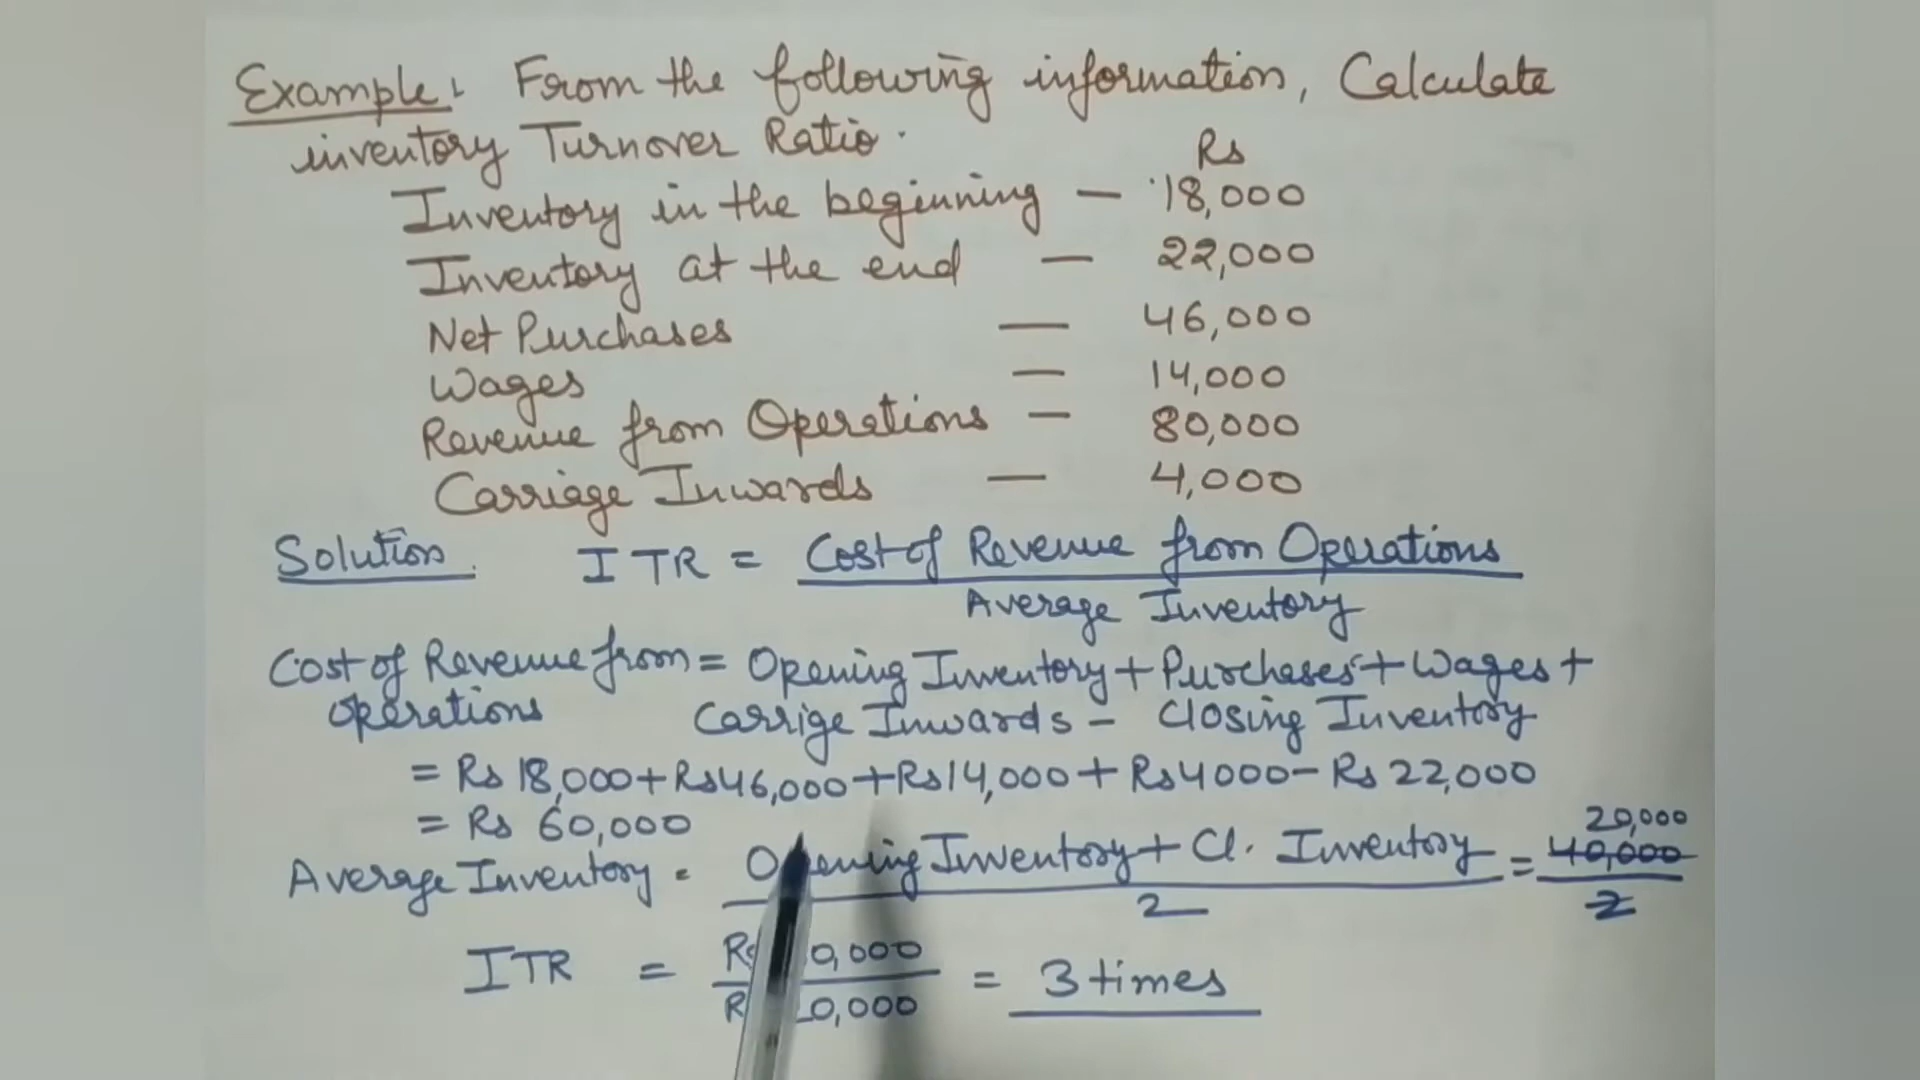 Example: From the following information, Calculate
inventory Turnover Ratio.
Rs
Inventory in the beginning — 18,000
Inventory at the end — 22,000
Net Purchases — 46,000
Wages — 14,000
Revenue from Operations — 80,000
Carriage Inwards — 4,000
Solution. ITR = Cost of Revenue from Operations
Average Inventory
Cost of Revenue from = Opening Inventory + Purchases + Wages +
Operations Carrige Inwards - Closing Inventory
= Rs 18,000 + Rs 46,000 + Rs 14,000 + Rs 4000 - Rs 22,000
= Rs 60,000
20,000
Average Inventory = Opening Inventory + Cl. Inventory = 40,000
2 2
ITR = 0,000 = 3 times
0,000